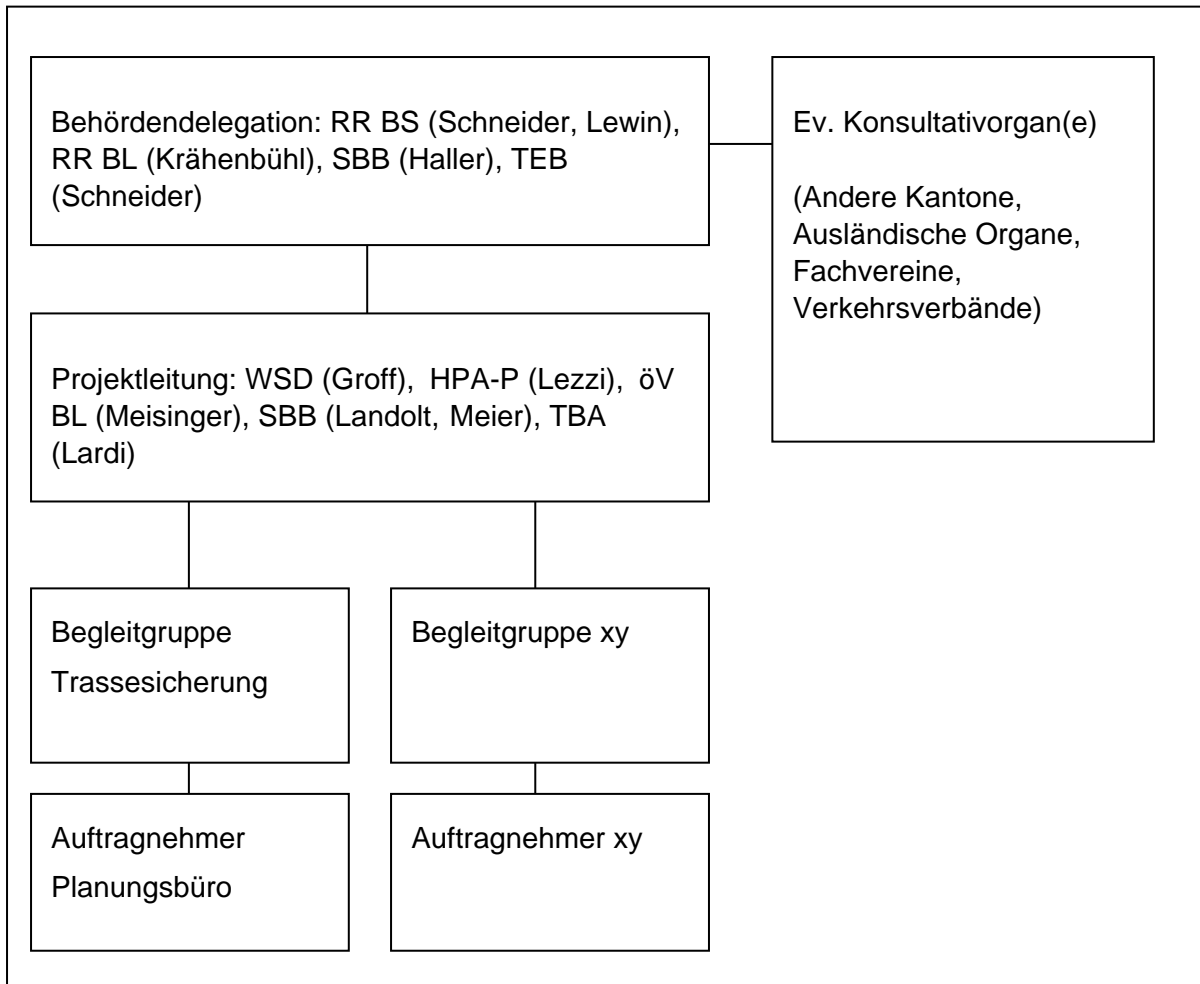 Behördendelegation: RR BS (Schneider, Lewin),
RR BL (Krähenbühl), SBB (Haller), TEB
(Schneider)
Ev. Konsultativorgan(e)
(Andere Kantone,
Ausländische Organe,
Fachvereine,
Verkehrsverbände)
Projektleitung: WSD (Groff), HPA-P (Lezzi), öV
BL (Meisinger), SBB (Landolt, Meier), TBA
(Lardi)
Begleitgruppe
Trassesicherung
Begleitgruppe xy
Auftragnehmer
Planungsbüro
Auftragnehmer xy